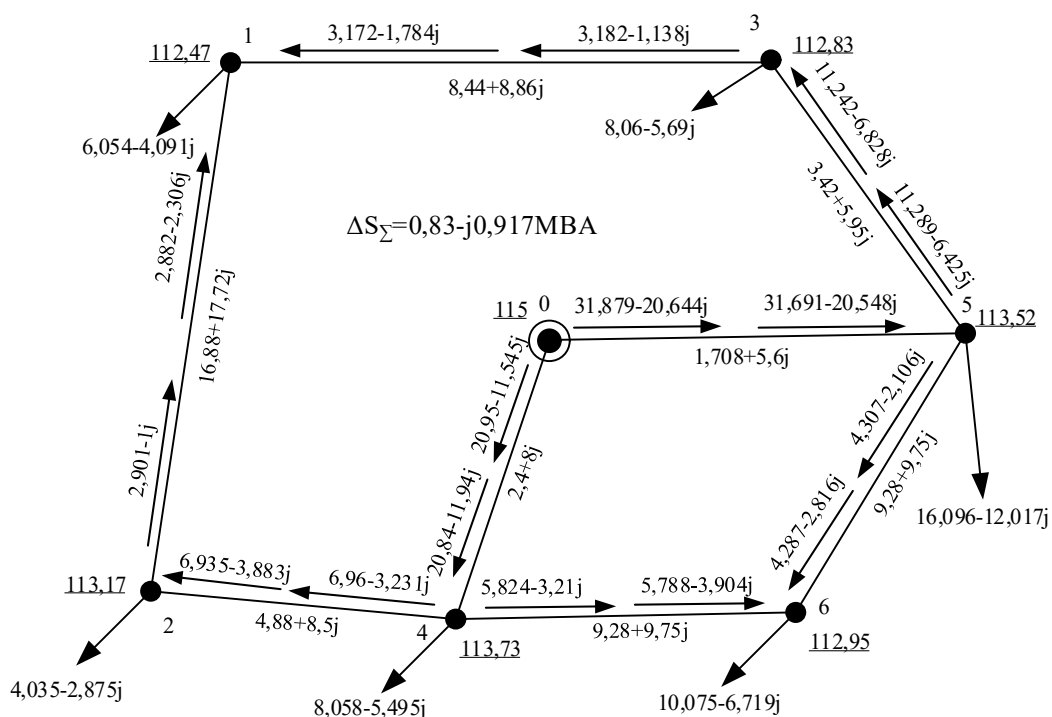 3,172-1,784j
3,182-1,138j
1
3
112,47
112,83
8,44+8,86j
6,054-4,091j
8,06-5,69j
11,242-6,828j
3,42+5,95j
11,289-6,425j
2,882-2,306j
16,88+17,72j
2,901-1j
ΔS∑=0,83-j0,917МВА
0
115
31,879-20,644j
31,691-20,548j
5
113,52
1,708+5,6j
20,95-11,545j
2,4+8j
20,84-11,94j
4,307-2,106j
9,28+9,75j
4,287-2,816j
16,096-12,017j
113,17
2
6,935-3,883j
6,96-3,231j
4,88+8,5j
4
113,73
5,824-3,21j
5,788-3,904j
9,28+9,75j
6
112,95
4,035-2,875j
8,058-5,495j
10,075-6,719j